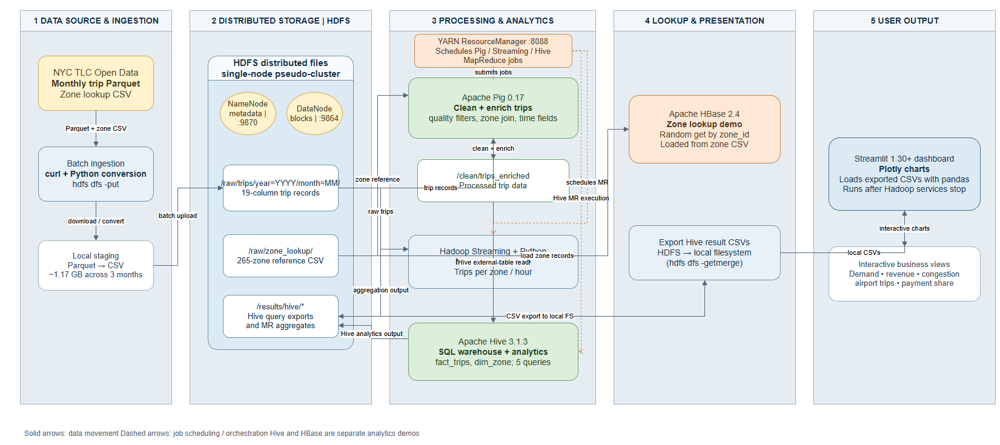 1 DATA SOURCE & INGESTION
NYC TLC Open Data
Monthly trip Parquet
Zone lookup CSV
Parquet + zone CSV
Batch ingestion
curl + Python conversion
hdfs dfs -put
download / convert
Local staging
Parquet → CSV
~1.17 GB across 3 months
batch upload
2 DISTRIBUTED STORAGE | HDFS
HDFS distributed files
single-node pseudo-cluster
NameNode
metadata |
:9870
DataNode
blocks | :9864
/raw/trips/year=YYYY/month=MM/
19-column trip records
/raw/zone_lookup/
265-zone reference CSV
/results/hive/*
Hive query exports
and MR aggregates
zone reference
raw trips
aggregation output
Hive analytics output
3 PROCESSING & ANALYTICS
YARN ResourceManager :8088
Schedules Pig / Streaming / Hive
MapReduce jobs
submits jobs
Apache Pig 0.17
Clean + enrich trips
quality filters, zone join, time fields
clean + enrich
/clean/trips_enriched
Processed trip data
trip records
schedules MR
Hive MR execution
Hadoop Streaming + Python
Hive external-table reads
Trips per zone / hour
load zone records
CSV export to local FS
Apache Hive 3.1.3
SQL warehouse + analytics
fact_trips, dim_zone; 5 queries
4 LOOKUP & PRESENTATION
Apache HBase 2.4
Zone lookup demo
Random get by zone_id
Loaded from zone CSV
Export Hive result CSVs
HDFS → local filesystem
(hdfs dfs -getmerge)
5 USER OUTPUT
Streamlit 1.30+ dashboard
Plotly charts
Loads exported CSVs with pandas
Runs after Hadoop services stop
interactive charts
local CSVs
Interactive business views
Demand • revenue • congestion
airport trips • payment share
Solid arrows: data movement Dashed arrows: job scheduling / orchestration Hive and HBase are separate analytics demos